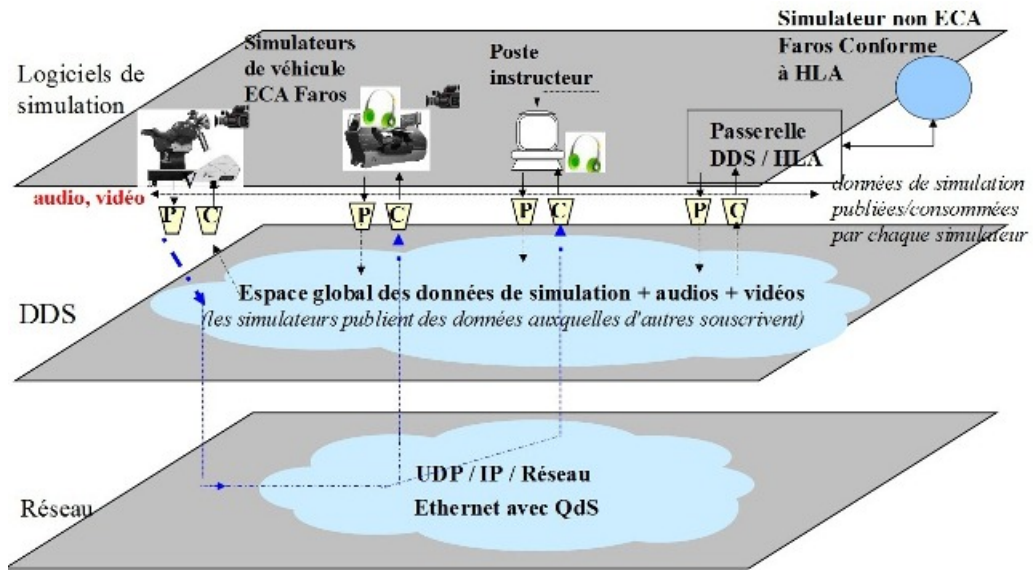 Simulateur non ECA
Faros Conforme
à HLA
Simulateurs
de véhicule
ECA Faros
Poste
instructeur
Logiciels de
simulation
Passerelle
DDS / HLA
audio, vidéo
données de simulation
publiées/consommées
par chaque simulateur
P C P C P C P C
DDS
Espace global des données de simulation + audios + vidéos
(les simulateurs publient des données auxquelles d'autres souscrivent)
Réseau
UDP / IP / Réseau
Ethernet avec QdS